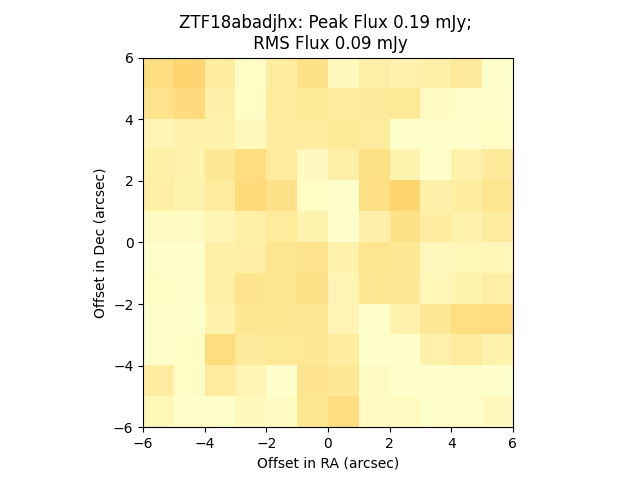 ZTF18abadjhx: Peak Flux 0.19 mJy;
RMS Flux 0.09 mJy
6
4
2
0
−2
−4
−6
Offset in Dec (arcsec)
−6 −4 −2 0 2 4 6
Offset in RA (arcsec)